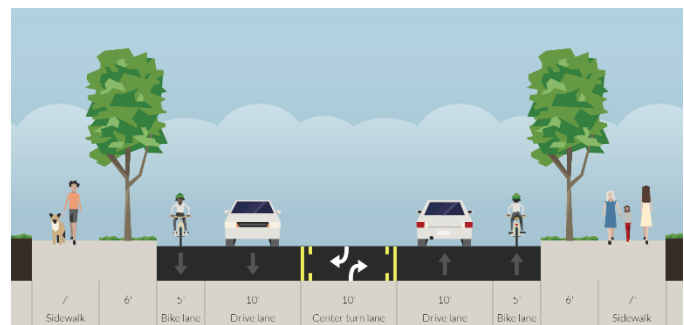 7' 6' 5' 10' 10' 10' 5' 6' 7'
Sidewalk Bike lane Drive lane Center turn lane Drive lane Bike lane Sidewalk